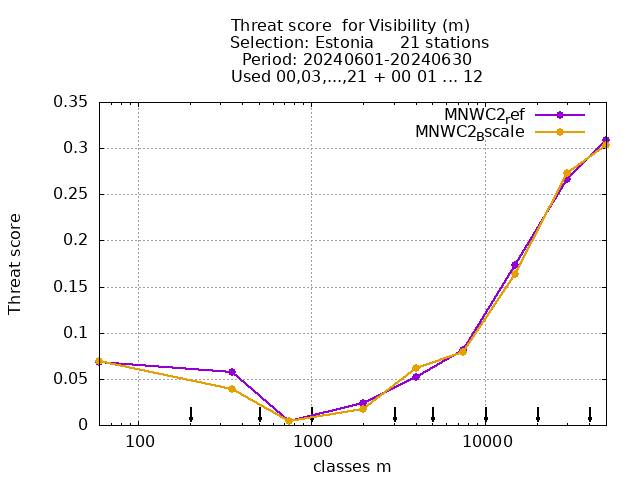 Threat score  for Visibility (m)
Selection: Estonia     21 stations
Period: 20240601-20240630
Used 00,03,...,21 + 00 01 ... 12
MNWC2ref
MNWC2Bscale
0.35
0.3
0.25
0.2
0.15
0.1
0.05
0
Threat score
100
1000
10000
classes m